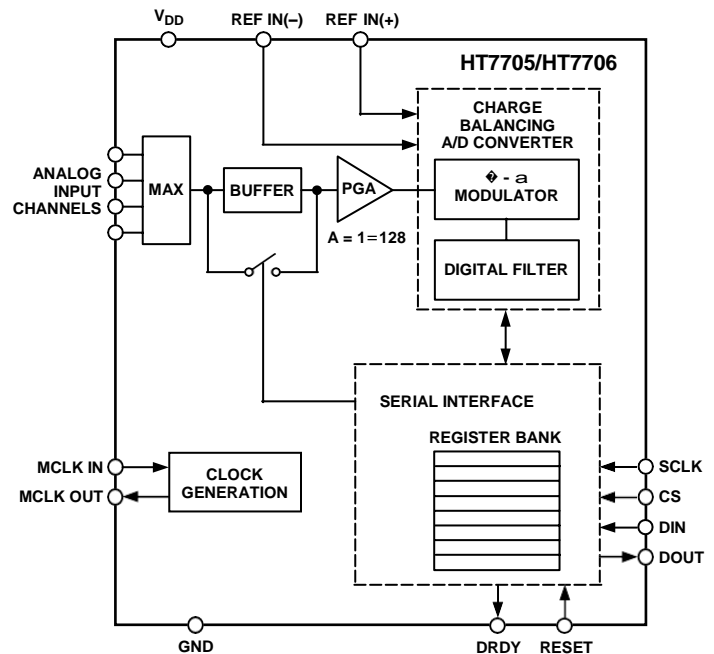 VDD
REF IN(–)
REF IN(+)
HT7705/HT7706
CHARGE
BALANCING
A/D CONVERTER
ANALOG
INPUT
CHANNELS
MAX
BUFFER
PGA
A = 1=128
� - a
MODULATOR
DIGITAL FILTER
SERIAL INTERFACE
REGISTER BANK
MCLK IN
MCLK OUT
CLOCK
GENERATION
SCLK
CS
DIN
DOUT
GND
DRDY
RESET